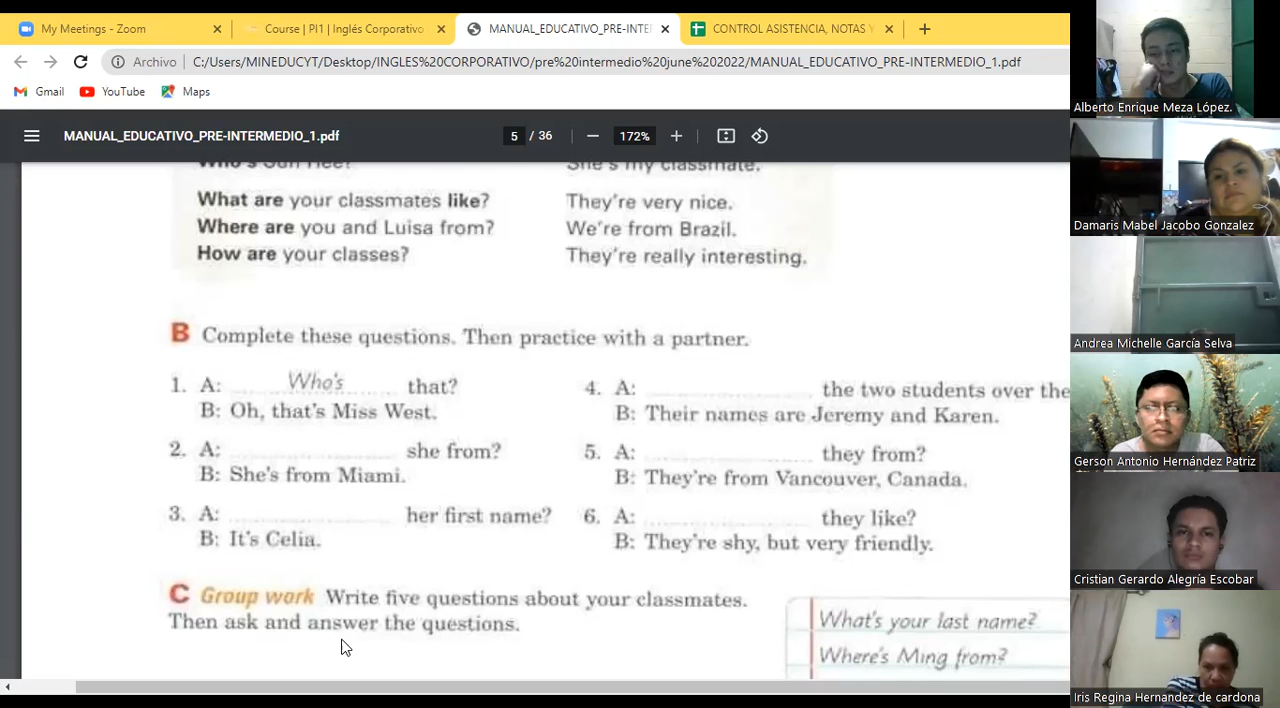 My Meetings - Zoom
Course | PI1 | Inglés Corporativo
MANUAL_EDUCATIVO_PRE-INTER
CONTROL ASISTENCIA, NOTAS Y
Archivo
C:/Users/MINEDUCYT/Desktop/INGLES%20CORPORATIVO/pre%20intermedio%20june%202022/MANUAL_EDUCATIVO_PRE-INTERMEDIO_1.pdf
Gmail YouTube Maps
MANUAL_EDUCATIVO_PRE-INTERMEDIO_1.pdf
5 / 36
172%
She's my classmate.
What are your classmates like? They're very nice.
Where are you and Luisa from? We're from Brazil.
How are your classes? They're really interesting.
B Complete these questions. Then practice with a partner.
1. A: Who's that?
B: Oh, that's Miss West.
2. A: she from?
B: She's from Miami.
3. A: her first name?
B: It's Celia.
4. A: the two students over the
B: Their names are Jeremy and Karen.
5. A: they from?
B: They're from Vancouver, Canada.
6. A: they like?
B: They're shy, but very friendly.
C Group work Write five questions about your classmates.
Then ask and answer the questions.
What's your last name?
Where's Ming from?
Alberto Enrique Meza López.
Damaris Mabel Jacobo Gonzalez
Andrea Michelle García Selva
Gerson Antonio Hernández Patriz
Cristian Gerardo Alegría Escobar
Iris Regina Hernandez de cardona